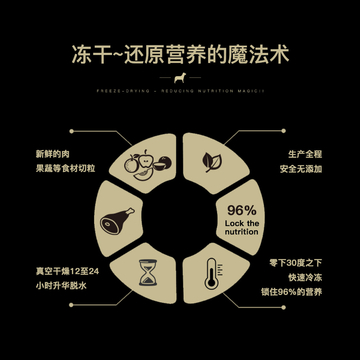 冻干~还原营养的魔法术
FREEZE-DRYING - REDUCING NUTRITION MAGIC
新鲜的肉
果蔬等食材切粒
生产全程
安全无添加
96%
Lock the
nutrition
真空干燥12至24
小时升华脱水
零下30度之下
快速冷冻
锁住96%的营养